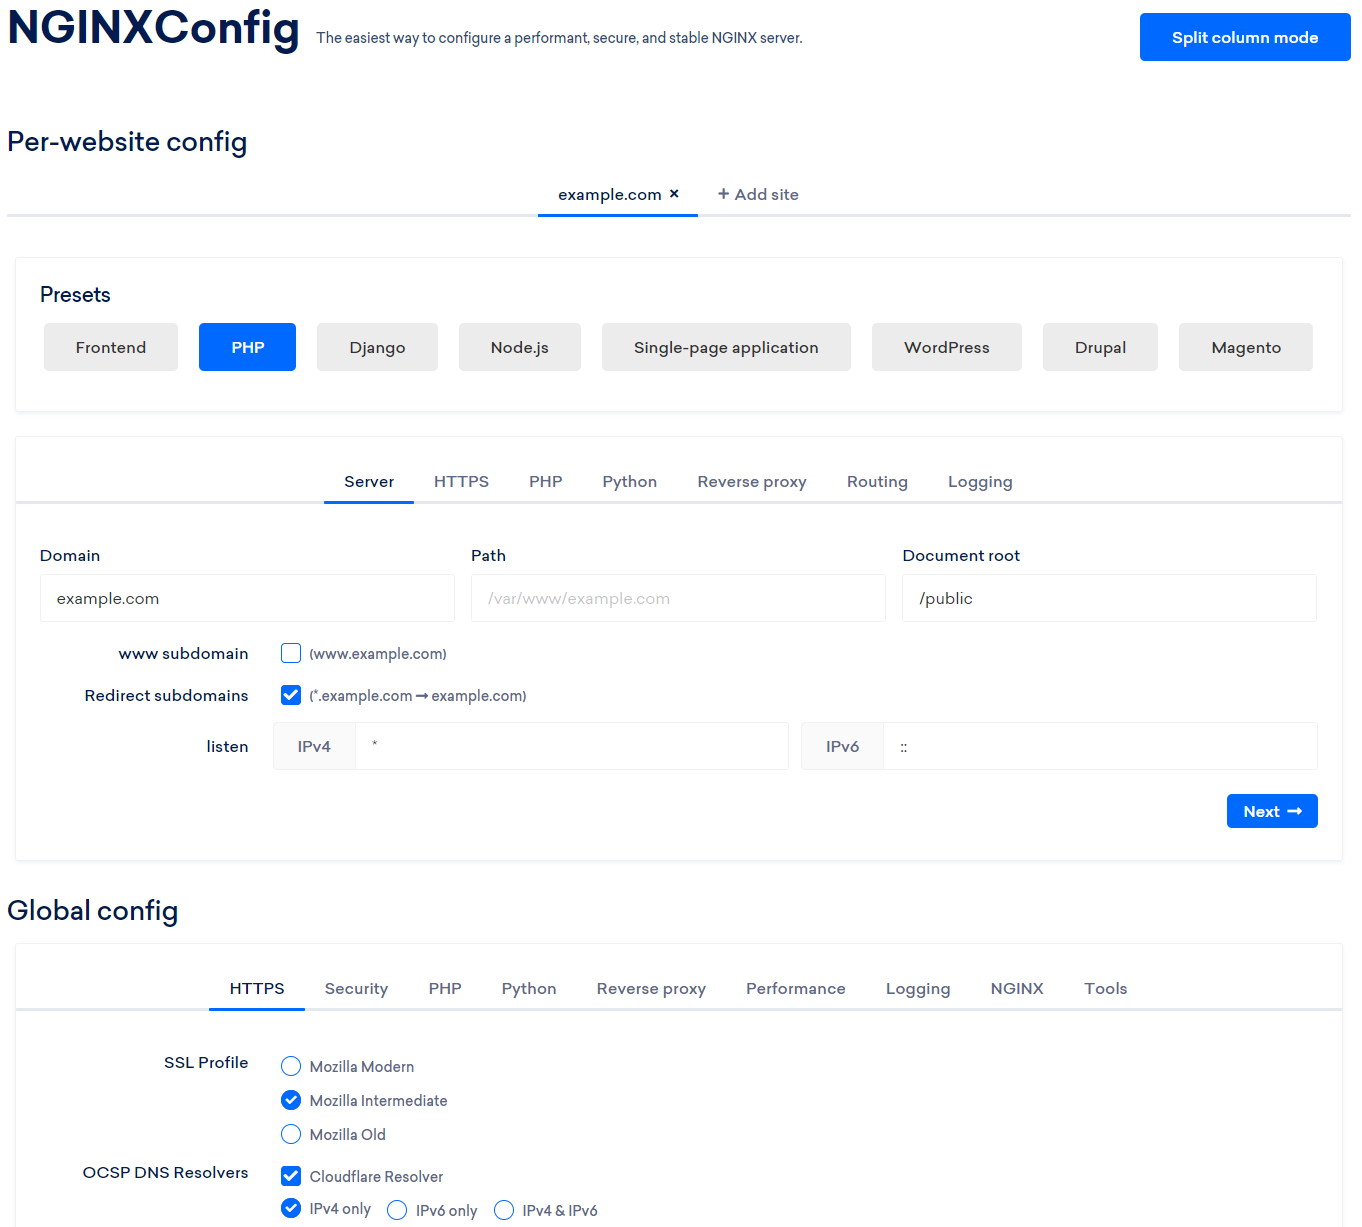 NGINXConfig The easiest way to configure a performant, secure, and stable NGINX server. Split column mode
Per-website config
example.com × + Add site
Presets
Frontend PHP Django Node.js Single-page application WordPress Drupal Magento
Server HTTPS PHP Python Reverse proxy Routing Logging
Domain Path Document root
example.com /var/www/example.com /public
www subdomain (www.example.com)
Redirect subdomains (*.example.com → example.com)
listen IPv4 * IPv6 ::
Next →
Global config
HTTPS Security PHP Python Reverse proxy Performance Logging NGINX Tools
SSL Profile Mozilla Modern
Mozilla Intermediate
Mozilla Old
OCSP DNS Resolvers Cloudflare Resolver
IPv4 only IPv6 only IPv4 & IPv6